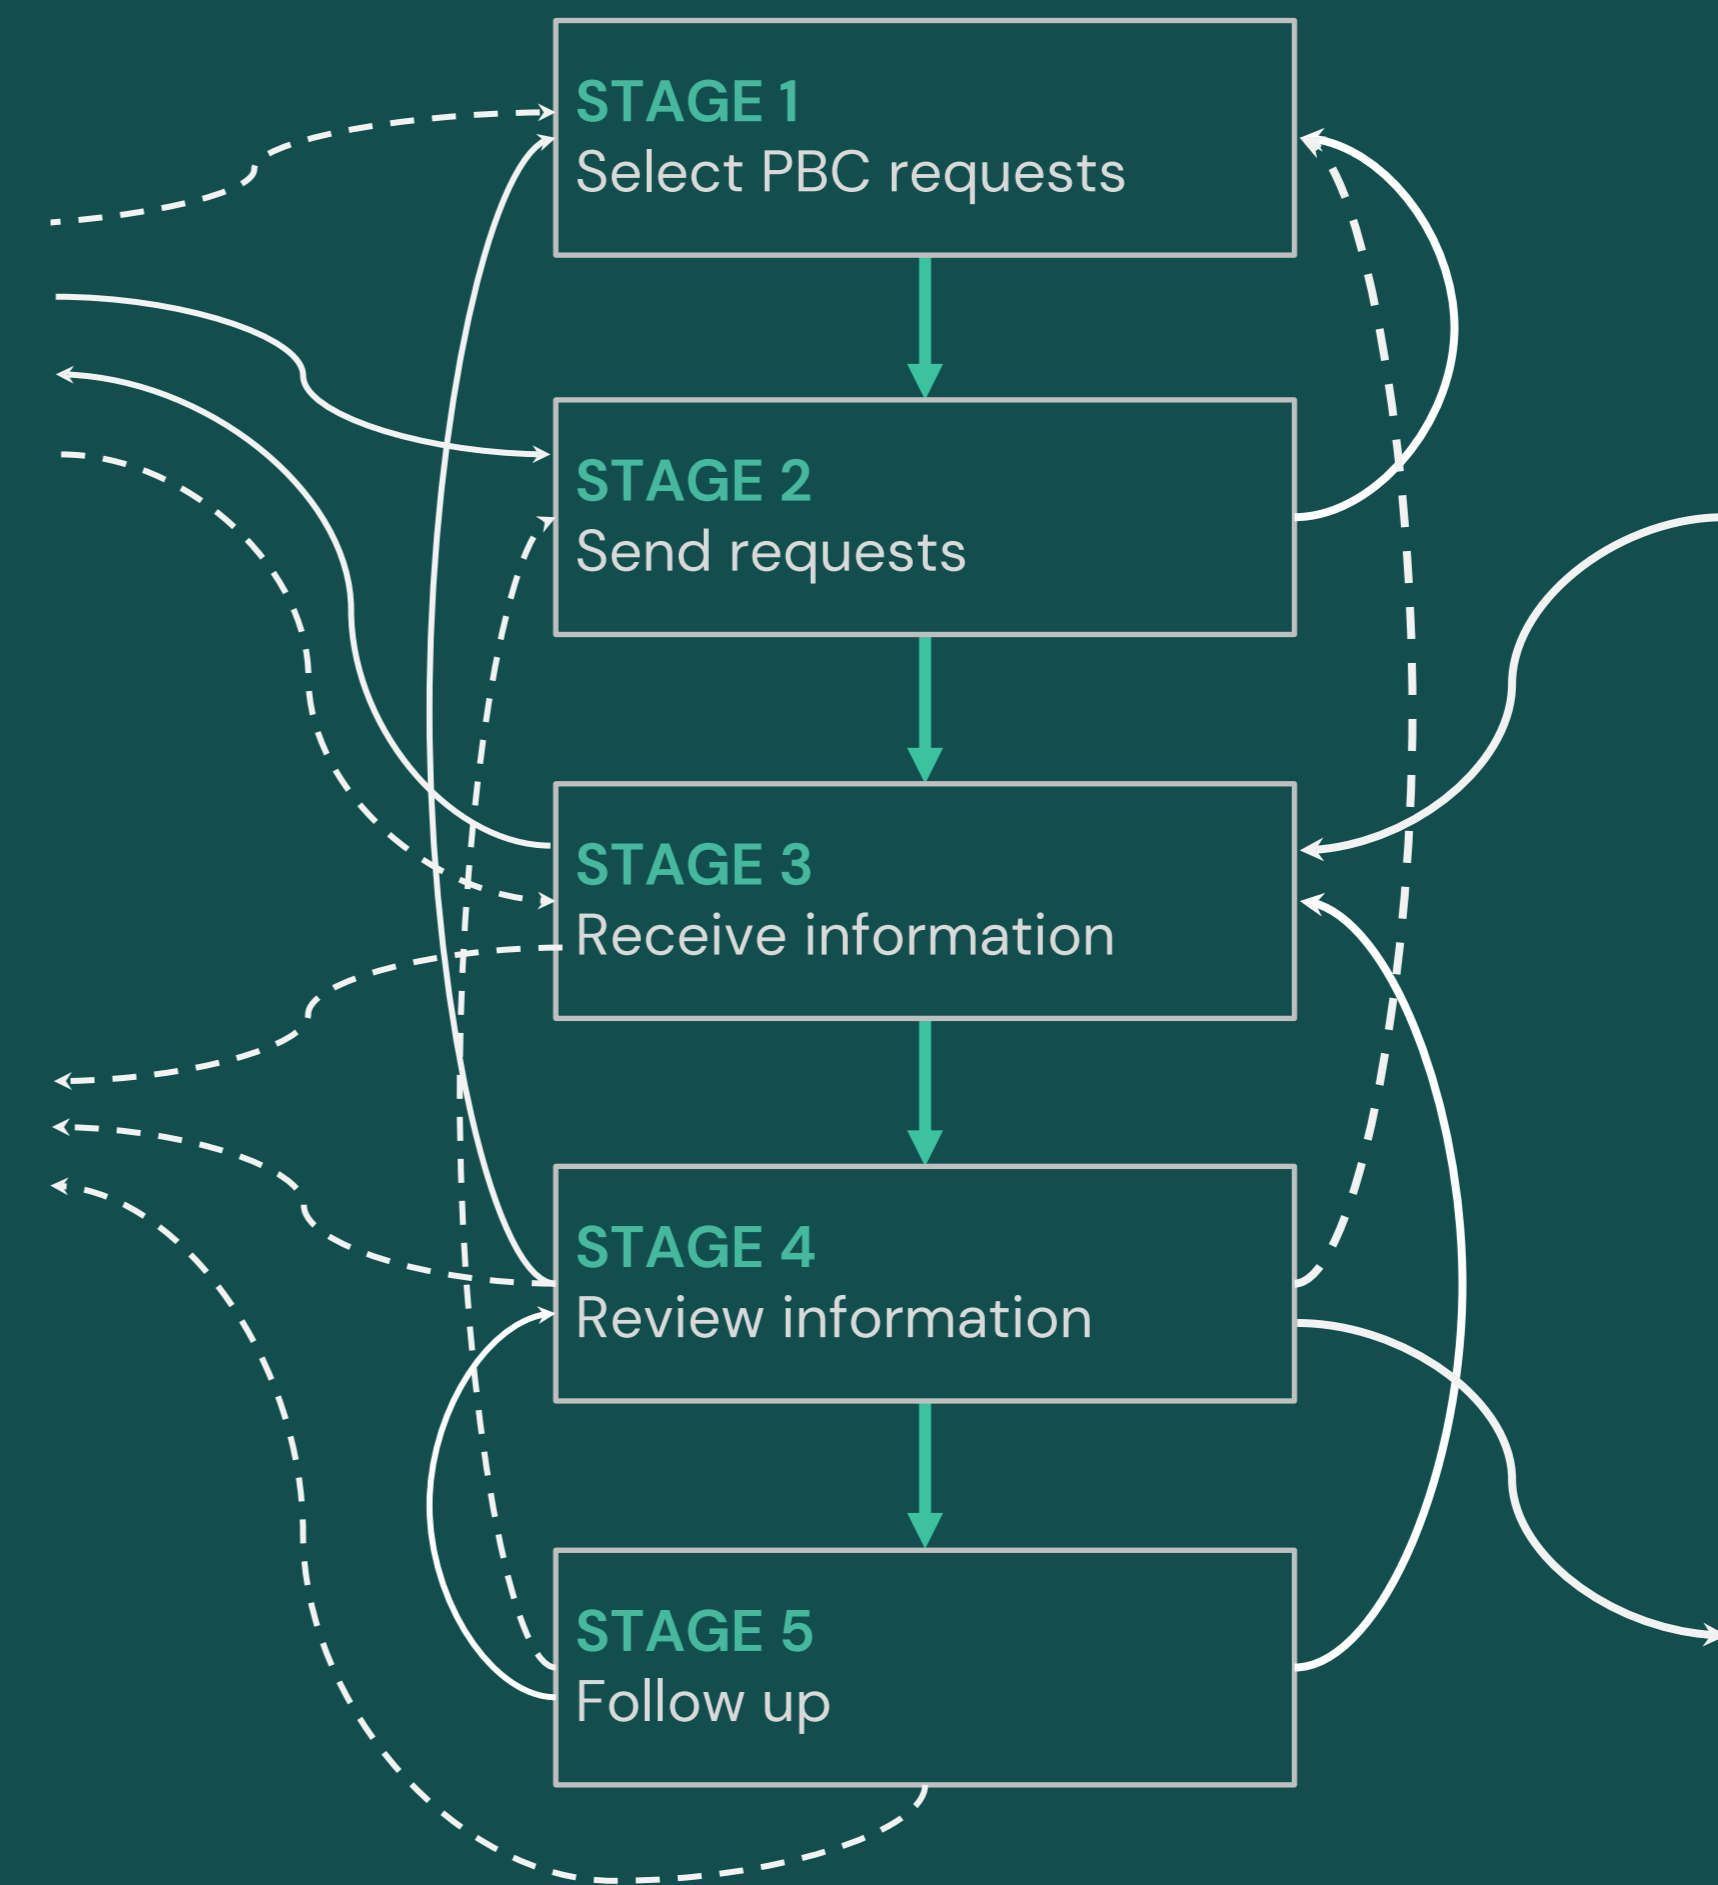 STAGE 1
Select PBC requests
STAGE 2
Send requests
STAGE 3
Receive information
STAGE 4
Review information
STAGE 5
Follow up